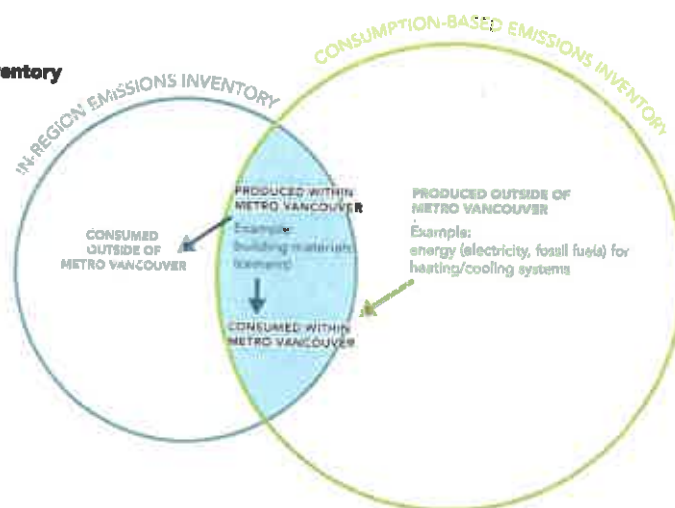 entory
IN-REGION EMISSIONS INVENTORY
CONSUMPTION-BASED EMISSIONS INVENTORY
PRODUCED WITHIN
METRO VANCOUVER
Example:
building materials
(cement)
CONSUMED
OUTSIDE OF
METRO VANCOUVER
CONSUMED WITHIN
METRO VANCOUVER
PRODUCED OUTSIDE OF
METRO VANCOUVER
Example:
energy (electricity, fossil fuels) for
heating/cooling systems